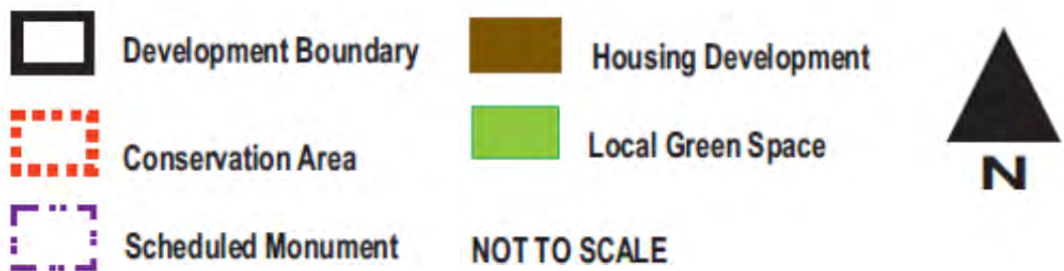 Development Boundary
Housing Development
Conservation Area
Local Green Space
Scheduled Monument
NOT TO SCALE
N